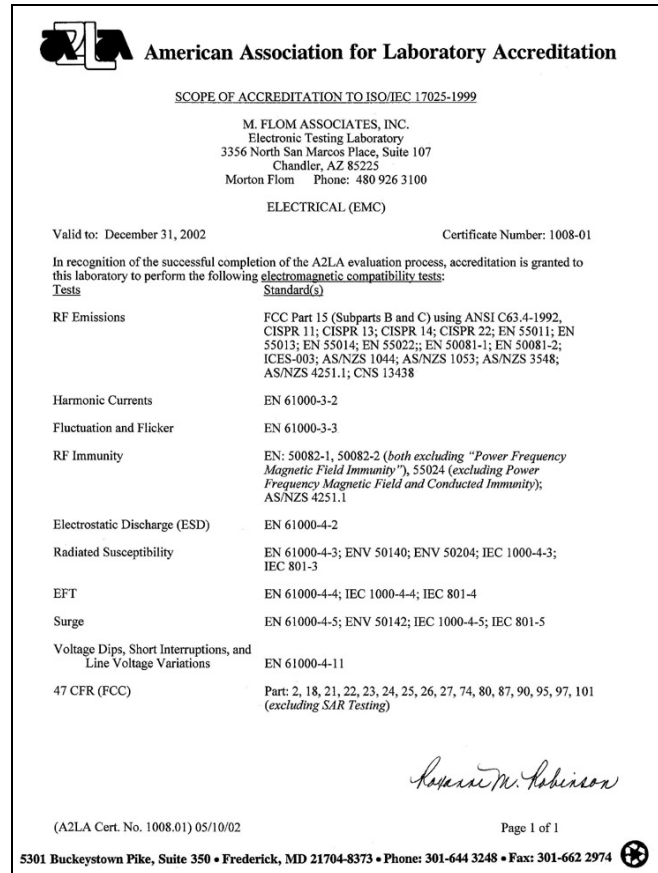 A2LA American Association for Laboratory Accreditation
SCOPE OF ACCREDITATION TO ISO/IEC 17025-1999
M. FLOM ASSOCIATES, INC.
Electronic Testing Laboratory
3356 North San Marcos Place, Suite 107
Chandler, AZ 85225
Morton Flom Phone: 480 926 3100
ELECTRICAL (EMC)
Valid to: December 31, 2002 Certificate Number: 1008-01
In recognition of the successful completion of the A2LA evaluation process, accreditation is granted to
this laboratory to perform the following electromagnetic compatibility tests:
Tests Standard(s)
RF Emissions FCC Part 15 (Subparts B and C) using ANSI C63.4-1992,
CISPR 11; CISPR 13; CISPR 14; CISPR 22; EN 55011; EN
55013; EN 55014; EN 55022;; EN 50081-1; EN 50081-2;
ICES-003; AS/NZS 1044; AS/NZS 1053; AS/NZS 3548;
AS/NZS 4251.1; CNS 13438
Harmonic Currents EN 61000-3-2
Fluctuation and Flicker EN 61000-3-3
RF Immunity EN: 50082-1, 50082-2 (both excluding "Power Frequency
Magnetic Field Immunity"), 55024 (excluding Power
Frequency Magnetic Field and Conducted Immunity);
AS/NZS 4251.1
Electrostatic Discharge (ESD) EN 61000-4-2
Radiated Susceptibility EN 61000-4-3; ENV 50140; ENV 50204; IEC 1000-4-3;
IEC 801-3
EFT EN 61000-4-4; IEC 1000-4-4; IEC 801-4
Surge EN 61000-4-5; ENV 50142; IEC 1000-4-5; IEC 801-5
Voltage Dips, Short Interruptions, and
Line Voltage Variations EN 61000-4-11
47 CFR (FCC) Part: 2, 18, 21, 22, 23, 24, 25, 26, 27, 74, 80, 87, 90, 95, 97, 101
(excluding SAR Testing)
Roxanne M. Robinson
(A2LA Cert. No. 1008.01) 05/10/02 Page 1 of 1
5301 Buckeystown Pike, Suite 350 • Frederick, MD 21704-8373 • Phone: 301-644 3248 • Fax: 301-662 2974